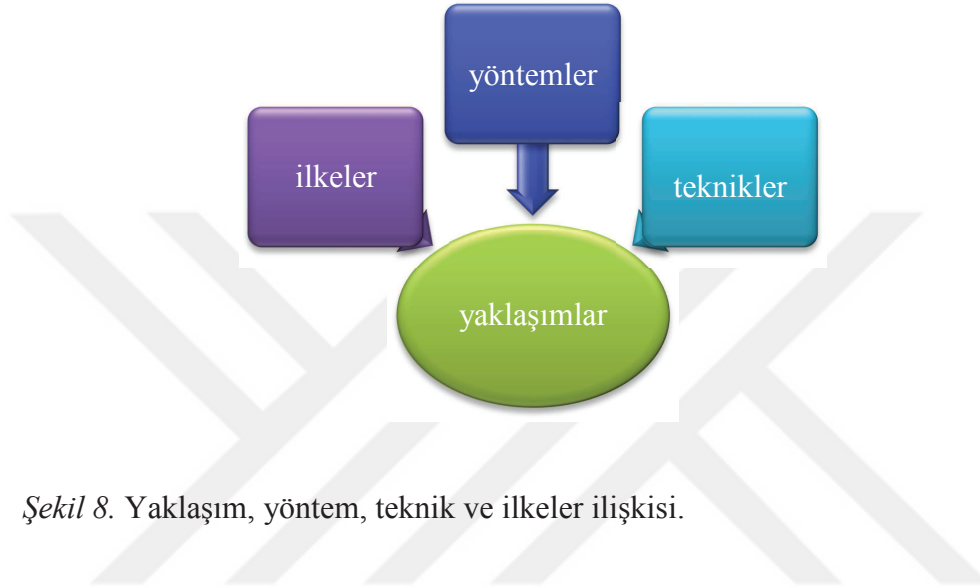 yöntemler
ilkeler
teknikler
yaklaşımlar
Şekil 8. Yaklaşım, yöntem, teknik ve ilkeler ilişkisi.